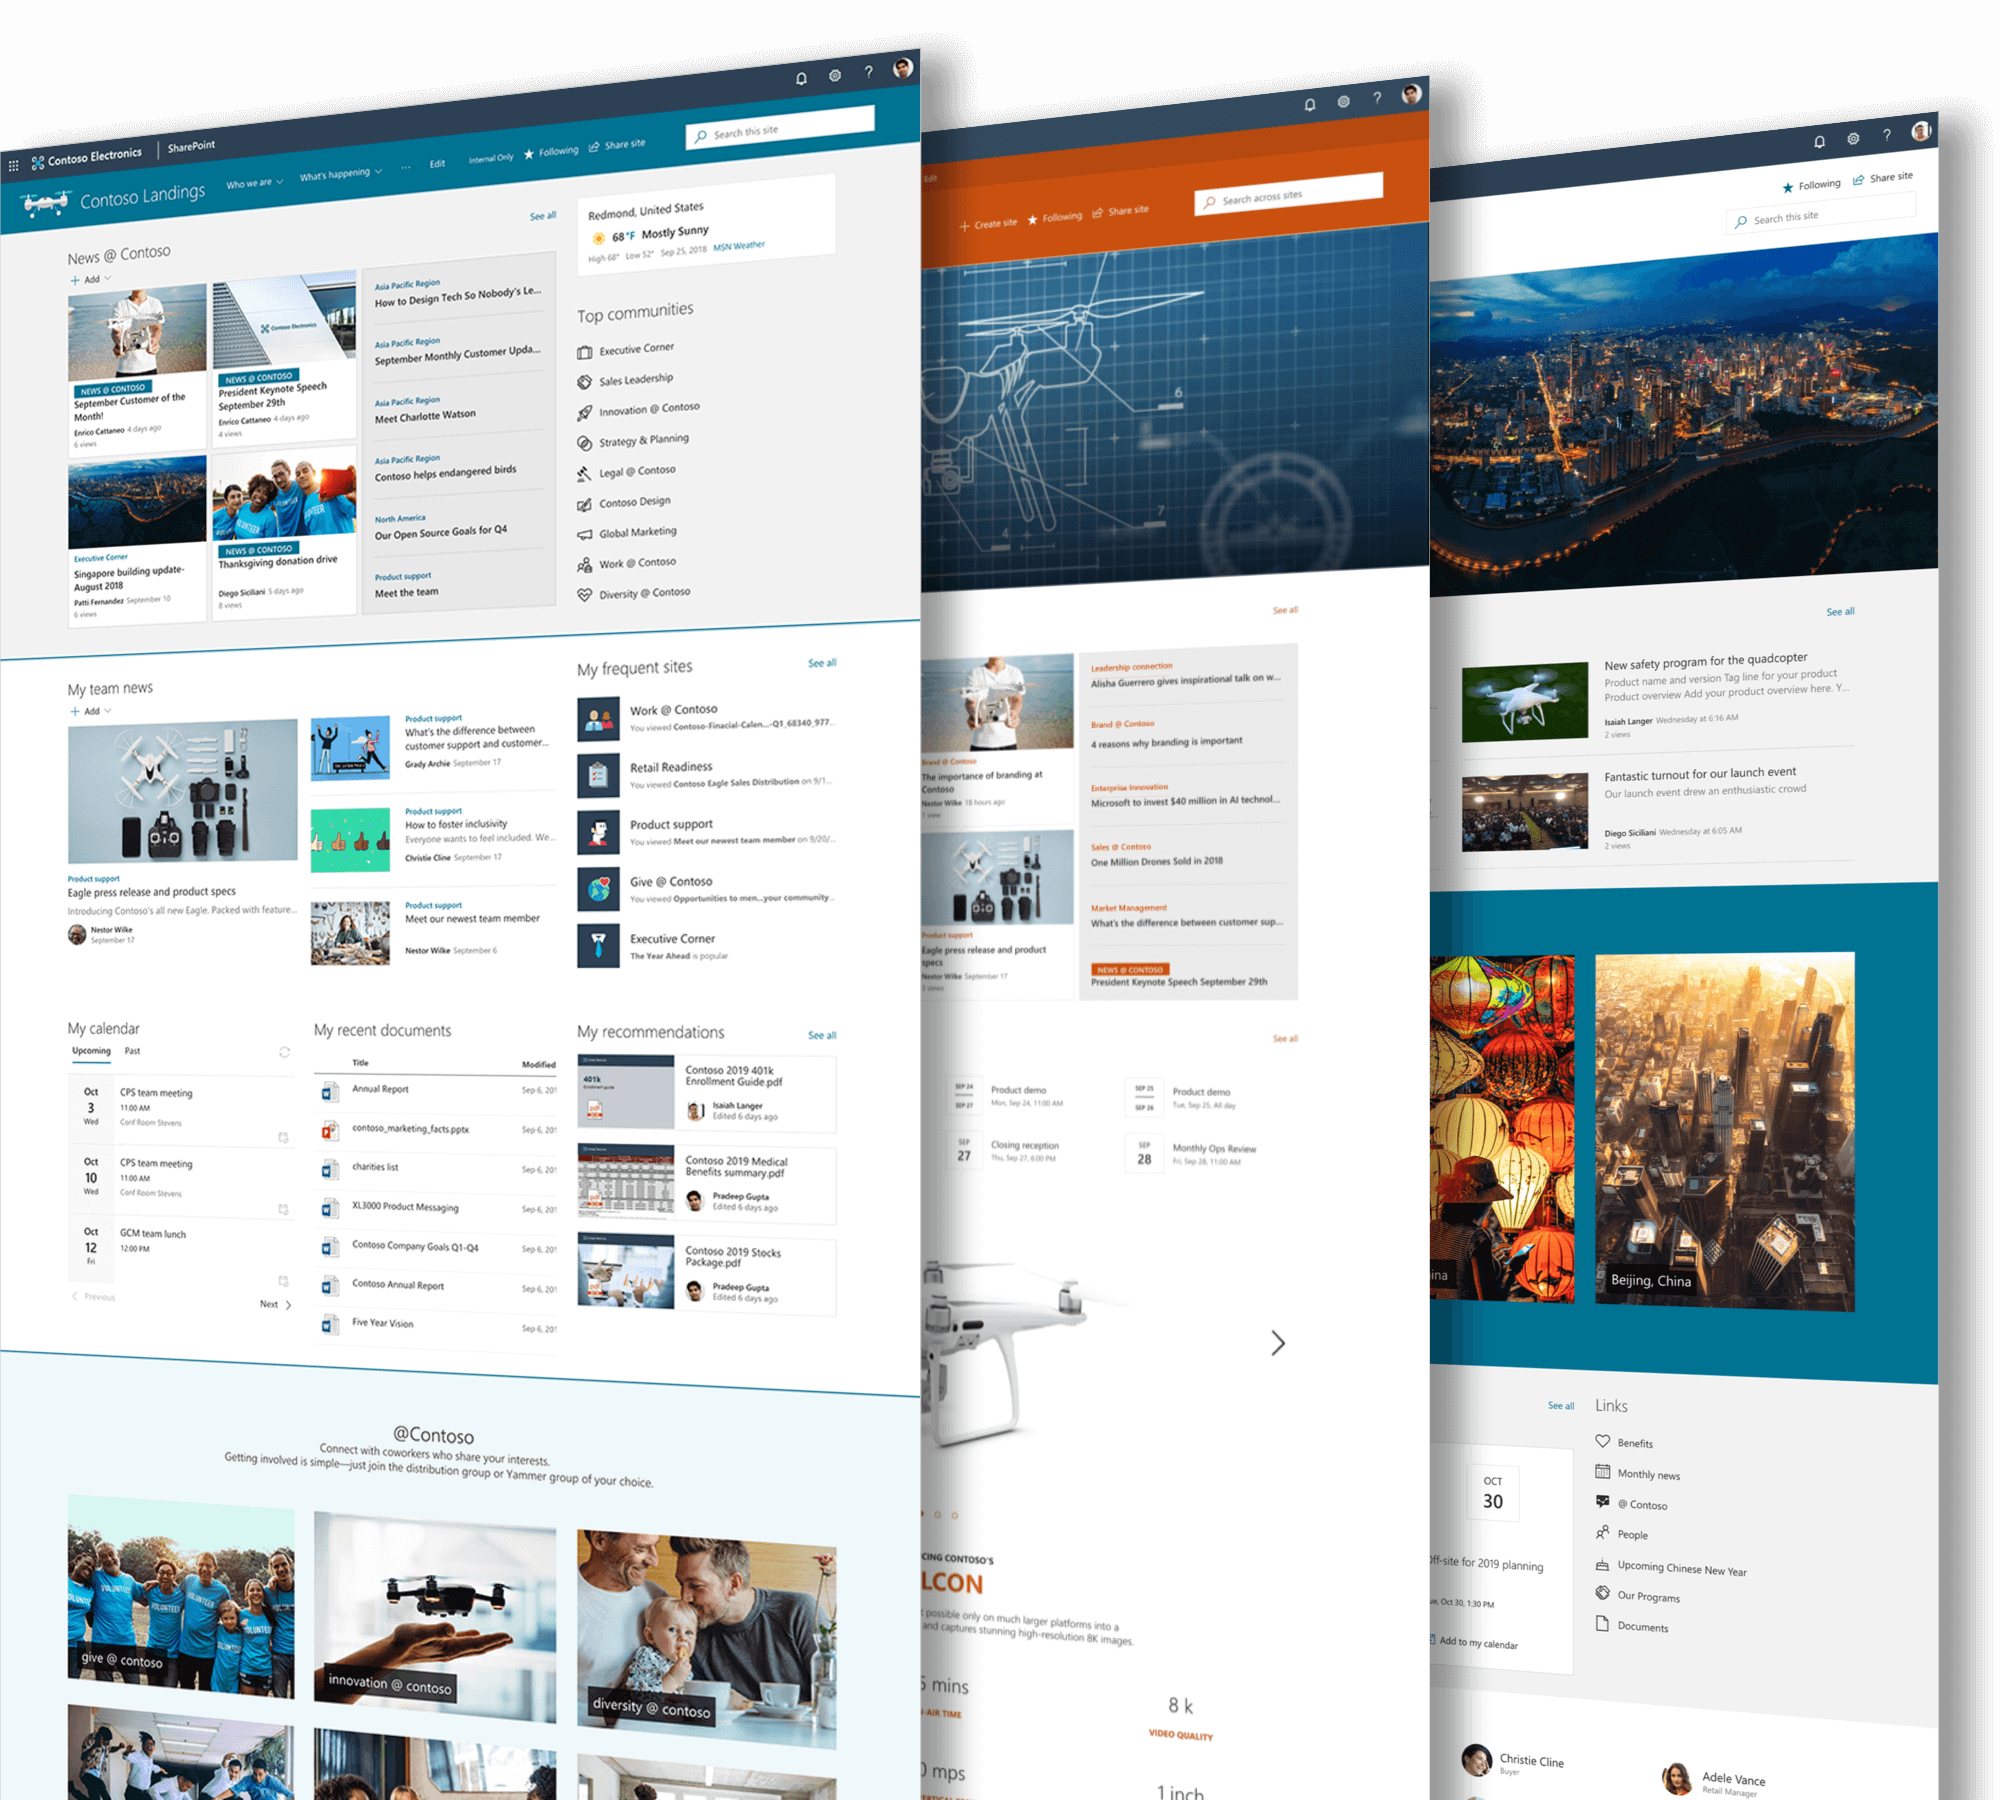 Contoso Electronics
SharePoint
Contoso Landings
Who we are
What's happening
...
Edit
Internal Only
Following
Share site
Search this site
News @ Contoso
See all
Add
NEWS @ CONTOSO
September Customer of the
Month!
Enrico Cattaneo 4 days ago
6 views
Contoso Electronics
NEWS @ CONTOSO
President Keynote Speech
September 29th
Enrico Cattaneo 4 days ago
4 views
Executive Corner
Singapore building update-
August 2018
Patti Fernandez September 10
6 views
NEWS @ CONTOSO
Thanksgiving donation drive
Diego Siciliani 5 days ago
8 views
Asia Pacific Region
How to Design Tech So Nobody's Le...
Asia Pacific Region
September Monthly Customer Upda...
Asia Pacific Region
Meet Charlotte Watson
Asia Pacific Region
Contoso helps endangered birds
North America
Our Open Source Goals for Q4
Product support
Meet the team
Redmond, United States
68°F Mostly Sunny
High 68° Low 52° Sep 25, 2018 MSN Weather
Top communities
Executive Corner
Sales Leadership
Innovation @ Contoso
Strategy & Planning
Legal @ Contoso
Contoso Design
Global Marketing
Work @ Contoso
Diversity @ Contoso
My team news
Add
Product support
Eagle press release and product specs
Introducing Contoso's all new Eagle. Packed with feature...
Nestor Wilke
September 17
Product support
What's the difference between
customer support and customer...
Grady Archie September 17
Product support
How to foster inclusivity
Everyone wants to feel included. We...
Christie Cline September 17
Product support
Meet our newest team member
Nestor Wilke September 6
My frequent sites
See all
Work @ Contoso
You viewed Contoso-Finacial-Calen...-Q1_68340_977...
Retail Readiness
You viewed Contoso Eagle Sales Distribution on 9/1...
Product support
You viewed Meet our newest team member on 9/20/...
Give @ Contoso
You viewed Opportunities to men...your community...
Executive Corner
The Year Ahead is popular
My calendar
Upcoming
Past
Oct
3
Wed
CPS team meeting
11:00 AM
Conf Room Stevens
Oct
10
Wed
CPS team meeting
11:00 AM
Conf Room Stevens
Oct
12
Fri
GCM team lunch
12:00 PM
Previous
Next
My recent documents
Title
Modified
Annual Report
Sep 6, 201
contoso_marketing_facts.pptx
Sep 6, 201
charities list
Sep 6, 201
XL3000 Product Messaging
Sep 6, 201
Contoso Company Goals Q1-Q4
Sep 6, 201
Contoso Annual Report
Sep 6, 201
Five Year Vision
Sep 6, 201
My recommendations
See all
401k
Contoso 2019 401k
Enrollment Guide.pdf
Isaiah Langer
Edited 6 days ago
Contoso 2019 Medical
Benefits summary.pdf
Pradeep Gupta
Edited 6 days ago
Contoso 2019 Stocks
Package.pdf
Pradeep Gupta
Edited 6 days ago
@Contoso
Connect with coworkers who share your interests.
Getting involved is simple—just join the distribution group or Yammer group of your choice.
VOLUNTEER
give @ contoso
innovation @ contoso
diversity @ contoso
Edit
Create site
Following
Share site
Search across sites
6
7
4
See all
Brand @ Contoso
The importance of branding at
Contoso
Nestor Wilke 18 hours ago
1 view
Product support
Eagle press release and product
specs
Nestor Wilke September 17
3 views
Leadership connection
Alisha Guerrero gives inspirational talk on w...
Brand @ Contoso
4 reasons why branding is important
Enterprise Innovation
Microsoft to invest $40 million in AI technol...
Sales @ Contoso
One Million Drones Sold in 2018
Market Management
What's the difference between customer sup...
NEWS @ CONTOSO
President Keynote Speech September 29th
See all
SEP 24
SEP 27
Product demo
Mon, Sep 24, 11:00 AM
SEP 25
SEP 26
Product demo
Tue, Sep 25, All day
SEP
27
Closing reception
Thu, Sep 27, 6:00 PM
SEP
28
Monthly Ops Review
Fri, Sep 28, 11:00 AM
CING CONTOSO'S
LCON
t possible only on much larger platforms into a
and captures stunning high-resolution 8K images.
5 mins
-AIR TIME
8 k
VIDEO QUALITY
0 mps
1 inch
Following
Share site
Search this site
See all
New safety program for the quadcopter
Product name and version Tag line for your product
Product overview Add your product overview here. Y...
Isaiah Langer Wednesday at 6:16 AM
2 views
Fantastic turnout for our launch event
Our launch event drew an enthusiastic crowd
Diego Siciliani Wednesday at 6:05 AM
2 views
ina
Beijing, China
See all
OCT
30
Off-site for 2019 planning
ue, Oct 30, 1:30 PM
Add to my calendar
Links
Benefits
Monthly news
@ Contoso
People
Upcoming Chinese New Year
Our Programs
Documents
Christie Cline
Buyer
Adele Vance
Retail Manager